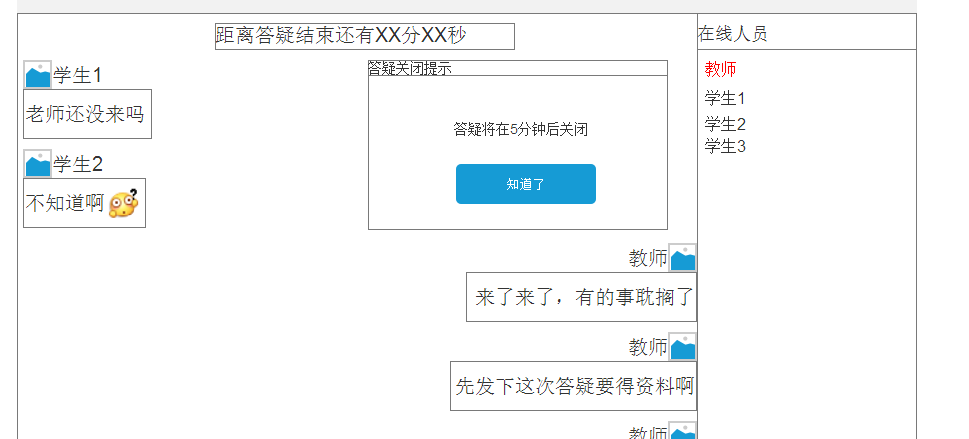 距离答疑结束还有XX分XX秒
在线人员
学生1
老师还没来吗
学生2
不知道啊
答疑关闭提示
答疑将在5分钟后关闭
知道了
教师
学生1
学生2
学生3
教师
来了来了，有的事耽搁了
教师
先发下这次答疑要得资料啊
教师